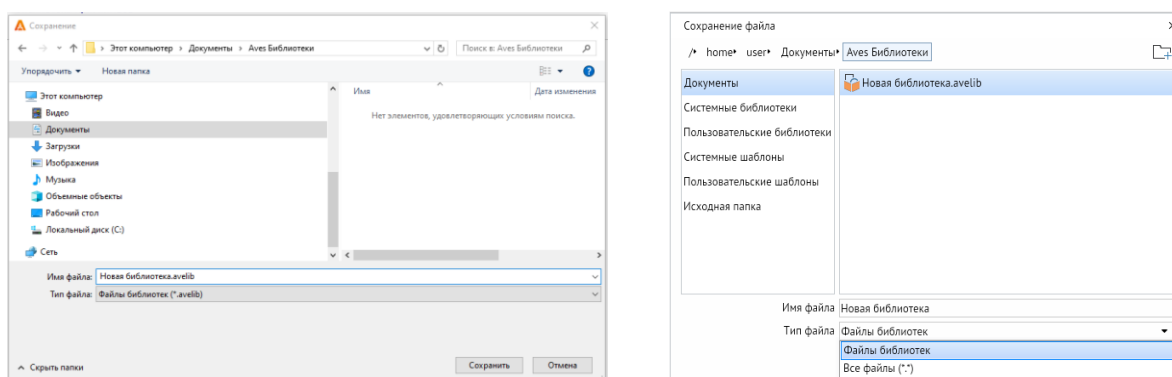 Сохранение
Этот компьютер › Документы › Aves Библиотеки
Поиск в: Aves Библиотеки
Упорядочить
Новая папка
Этот компьютер
Видео
Документы
Загрузки
Изображения
Музыка
Объемные объекты
Рабочий стол
Локальный диск (C:)
Сеть
Имя
Дата изменения
Нет элементов, удовлетворяющих условиям поиска.
Имя файла: Новая библиотека.avelib
Тип файла: Файлы библиотек (*.avelib)
Скрыть папки
Сохранить
Отмена
Сохранение файла
/ home user Документы Aves Библиотеки
Документы
Системные библиотеки
Пользовательские библиотеки
Системные шаблоны
Пользовательские шаблоны
Исходная папка
Новая библиотека.avelib
Имя файла Новая библиотека
Тип файла Файлы библиотек
Файлы библиотек
Все файлы (*.*)